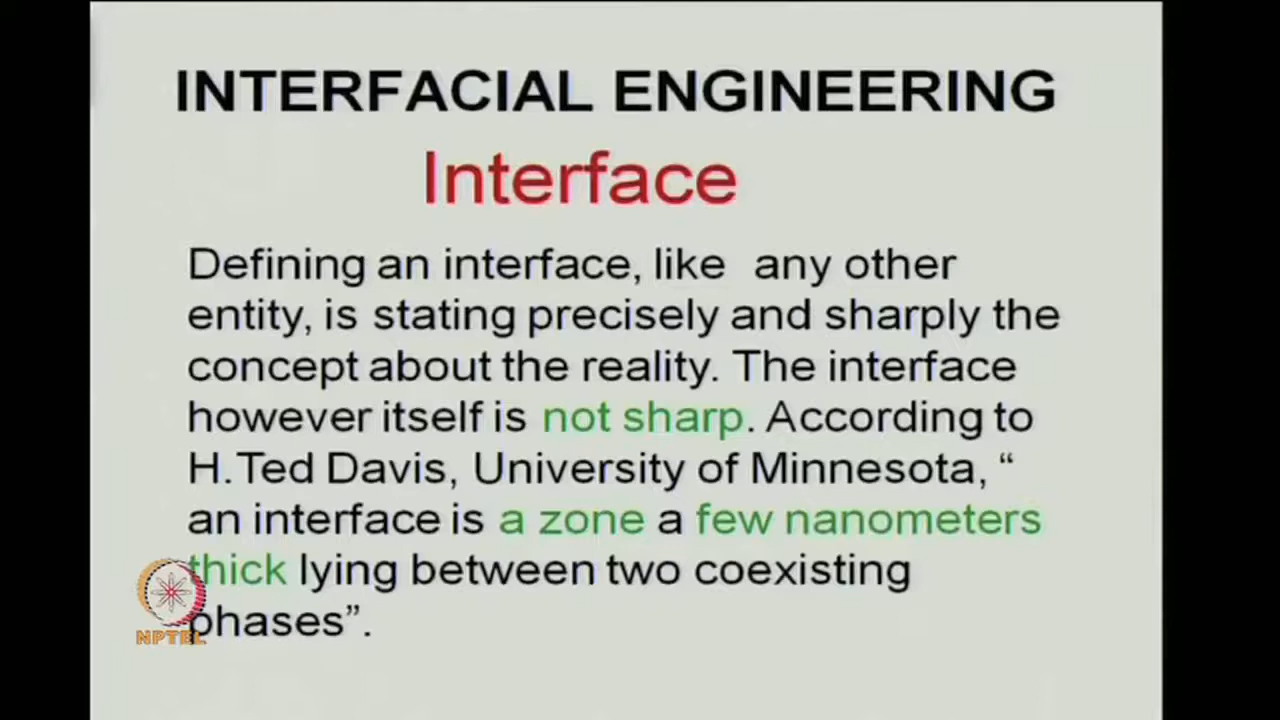 INTERFACIAL ENGINEERING
Interface
Defining an interface, like any other
entity, is stating precisely and sharply the
concept about the reality. The interface
however itself is not sharp. According to
H.Ted Davis, University of Minnesota, “
an interface is a zone a few nanometers
thick lying between two coexisting
phases”.
NPTEL